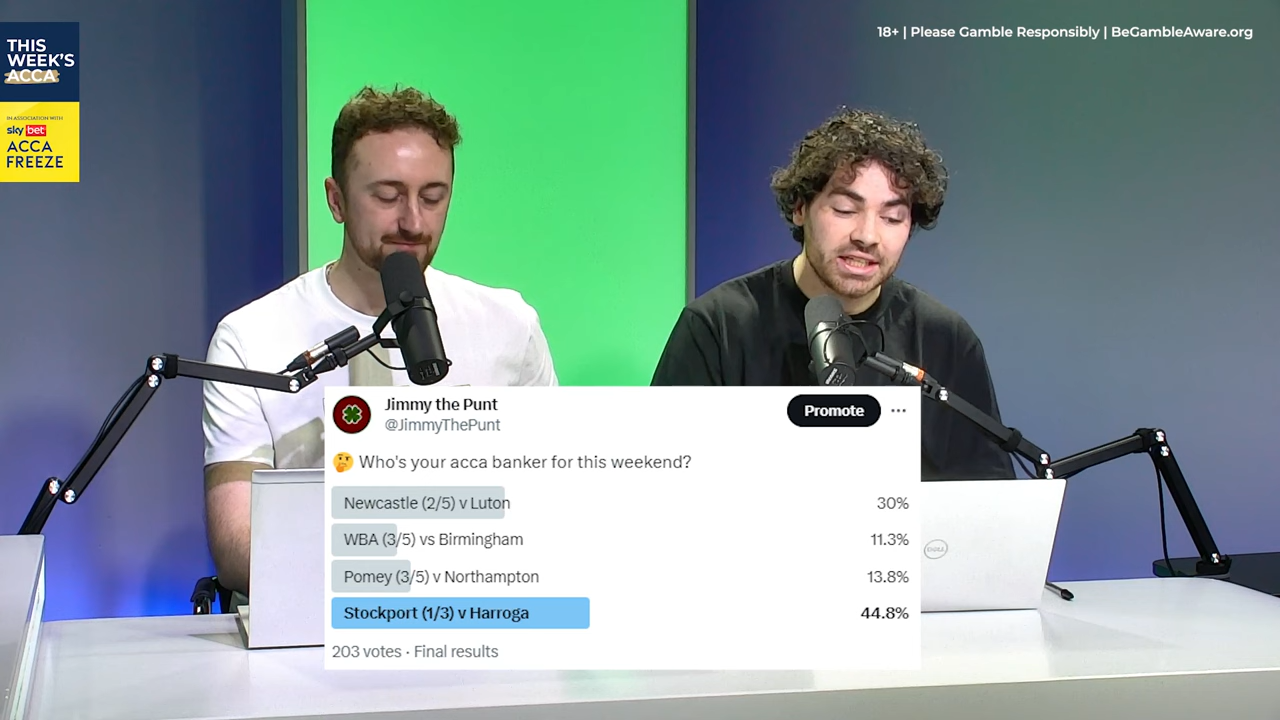 THIS
WEEK'S
ACCA
IN ASSOCIATION WITH
sky bet
ACCA
FREEZE
18+ | Please Gamble Responsibly | BeGambleAware.org
Jimmy the Punt
Promote
@JimmyThePunt
Who's your acca banker for this weekend?
Newcastle (2/5) v Luton 30%
WBA (3/5) vs Birmingham 11.3%
Pomey (3/5) v Northampton 13.8%
Stockport (1/3) v Harroga 44.8%
203 votes · Final results
DELL